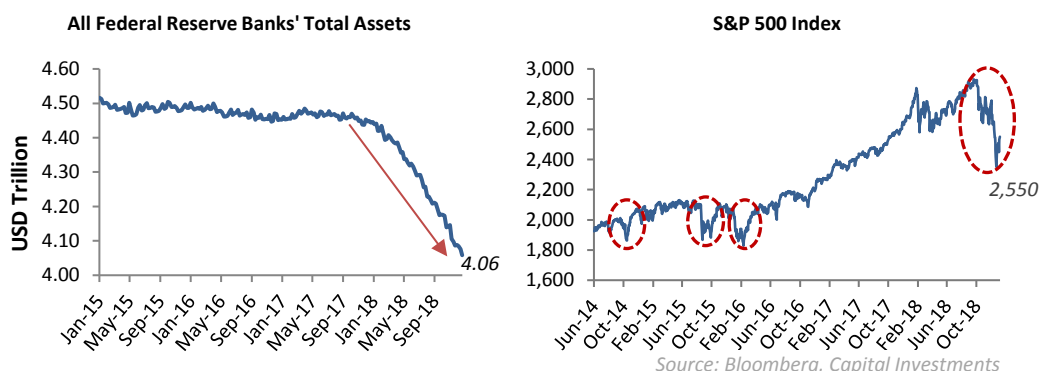 All Federal Reserve Banks' Total Assets
USD Trillion
4.60
4.50
4.40
4.30
4.20
4.10
4.00
4.06
Jan-15
May-15
Sep-15
Jan-16
May-16
Sep-16
Jan-17
May-17
Sep-17
Jan-18
May-18
Sep-18
S&P 500 Index
3,000
2,800
2,600
2,400
2,200
2,000
1,800
1,600
2,550
Jun-14
Oct-14
Feb-15
Jun-15
Oct-15
Feb-16
Jun-16
Oct-16
Feb-17
Jun-17
Oct-17
Feb-18
Jun-18
Oct-18
Source: Bloomberg, Capital Investments